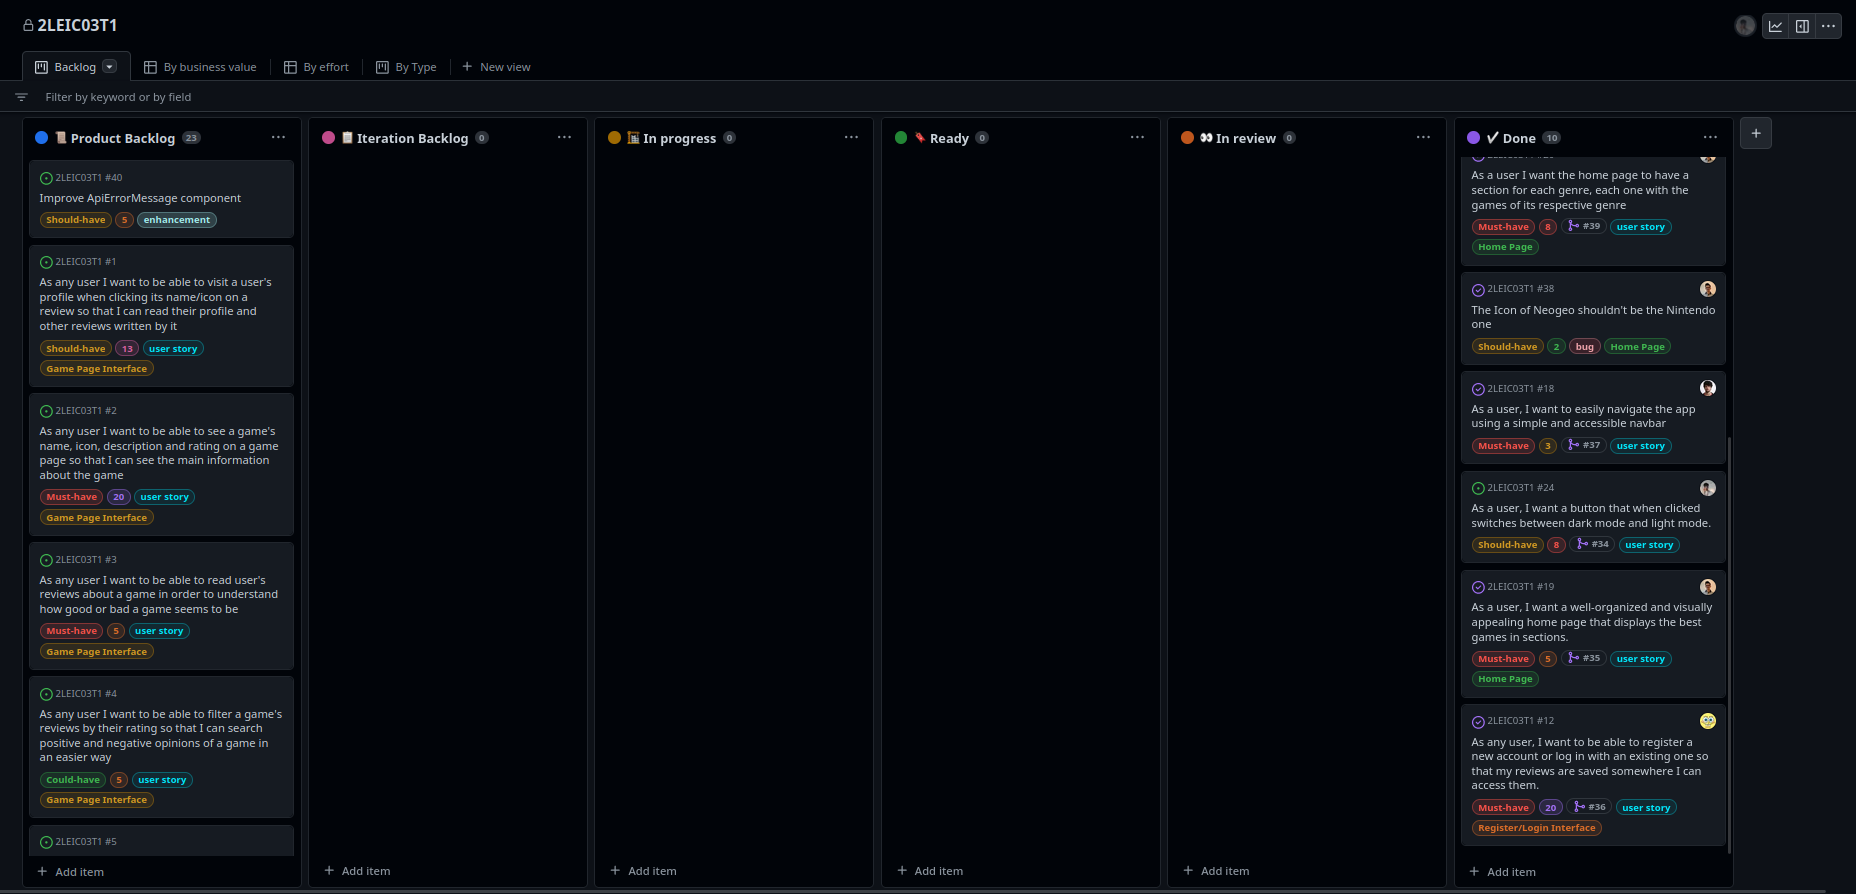 2LEIC03T1
Backlog
By business value
By effort
By Type
New view
Filter by keyword or by field
Product Backlog 23
2LEIC03T1 #40
Improve ApiErrorMessage component
Should-have 5 enhancement
2LEIC03T1 #1
As any user I want to be able to visit a user's
profile when clicking its name/icon on a
review so that I can read their profile and
other reviews written by it
Should-have 13 user story
Game Page Interface
2LEIC03T1 #2
As any user I want to be able to see a game's
name, icon, description and rating on a game
page so that I can see the main information
about the game
Must-have 20 user story
Game Page Interface
2LEIC03T1 #3
As any user I want to be able to read user's
reviews about a game in order to understand
how good or bad a game seems to be
Must-have 5 user story
Game Page Interface
2LEIC03T1 #4
As any user I want to be able to filter a game's
reviews by their rating so that I can search
positive and negative opinions of a game in
an easier way
Could-have 5 user story
Game Page Interface
2LEIC03T1 #5
Add item
Iteration Backlog 0
Add item
In progress 0
Add item
Ready 0
Add item
In review 0
Add item
Done 10
As a user I want the home page to have a
section for each genre, each one with the
games of its respective genre
Must-have 8 #39 user story
Home Page
2LEIC03T1 #38
The Icon of Neogeo shouldn't be the Nintendo
one
Should-have 2 bug Home Page
2LEIC03T1 #18
As a user, I want to easily navigate the app
using a simple and accessible navbar
Must-have 3 #37 user story
2LEIC03T1 #24
As a user, I want a button that when clicked
switches between dark mode and light mode.
Should-have 8 #34 user story
2LEIC03T1 #19
As a user, I want a well-organized and visually
appealing home page that displays the best
games in sections.
Must-have 5 #35 user story
Home Page
2LEIC03T1 #12
As any user, I want to be able to register a
new account or log in with an existing one so
that my reviews are saved somewhere I can
access them.
Must-have 20 #36 user story
Register/Login Interface
Add item